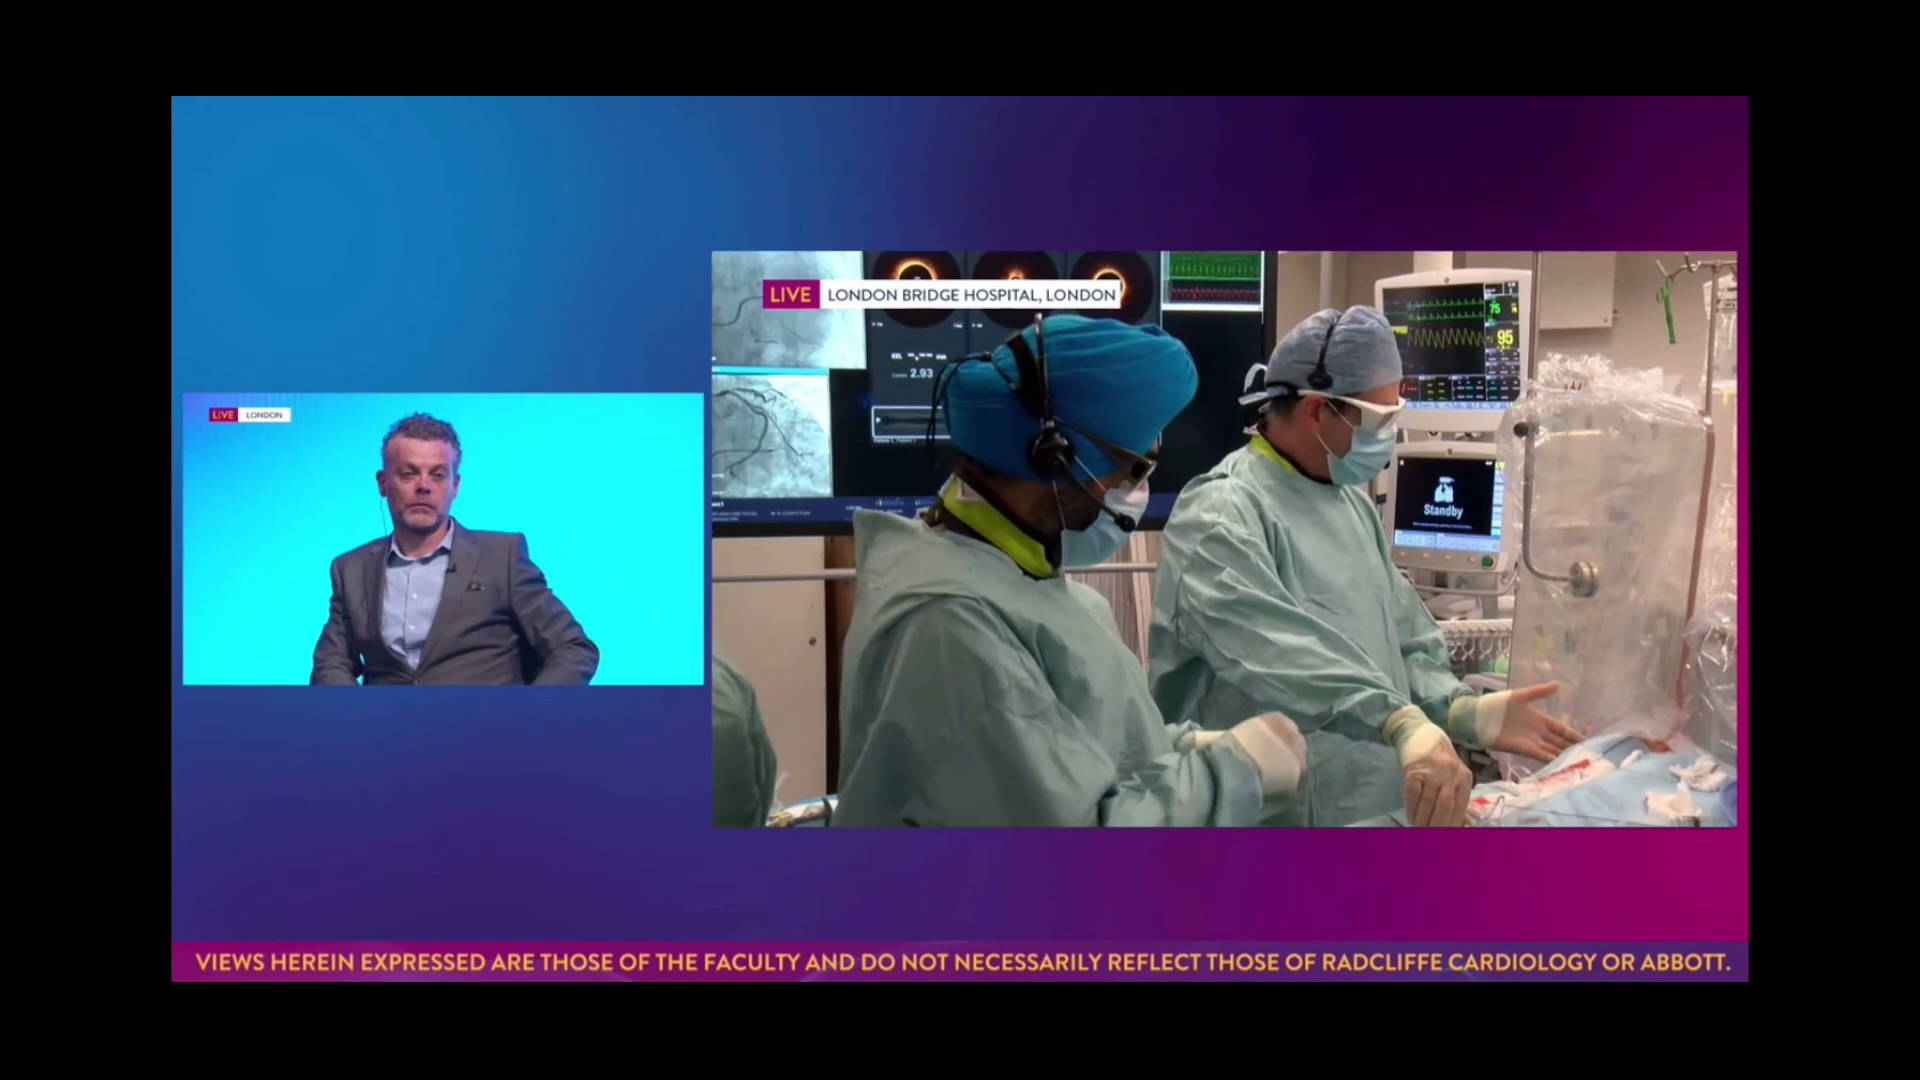 LIVE LONDON BRIDGE HOSPITAL, LONDON
75
95
2.93
LIVE LONDON
Standby
VIEWS HEREIN EXPRESSED ARE THOSE OF THE FACULTY AND DO NOT NECESSARILY REFLECT THOSE OF RADCLIFFE CARDIOLOGY OR ABBOTT.